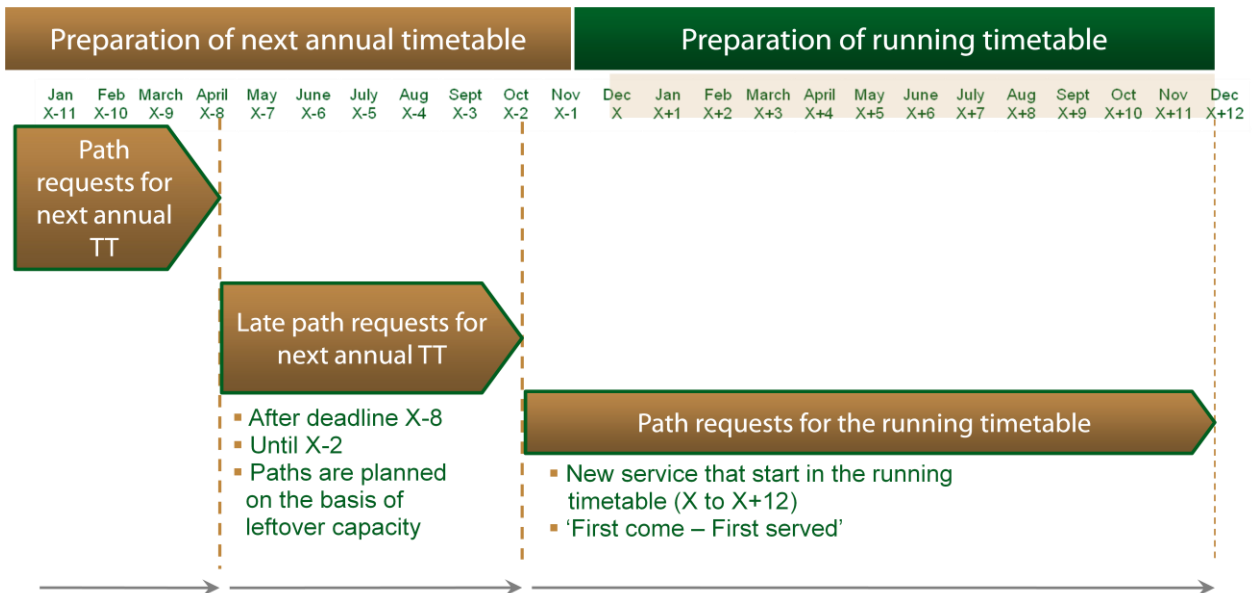 Preparation of next annual timetable
Preparation of running timetable
Jan Feb March April May June July Aug Sept Oct Nov Dec Jan Feb March April May June July Aug Sept Oct Nov Dec
X-11 X-10 X-9 X-8 X-7 X-6 X-5 X-4 X-3 X-2 X-1 X X+1 X+2 X+3 X+4 X+5 X+6 X+7 X+8 X+9 X+10 X+11 X+12
Path
requests for
next annual
TT
Late path requests for
next annual TT
▪ After deadline X-8
▪ Until X-2
▪ Paths are planned
on the basis of
leftover capacity
Path requests for the running timetable
▪ New service that start in the running
timetable (X to X+12)
▪ ‘First come – First served’